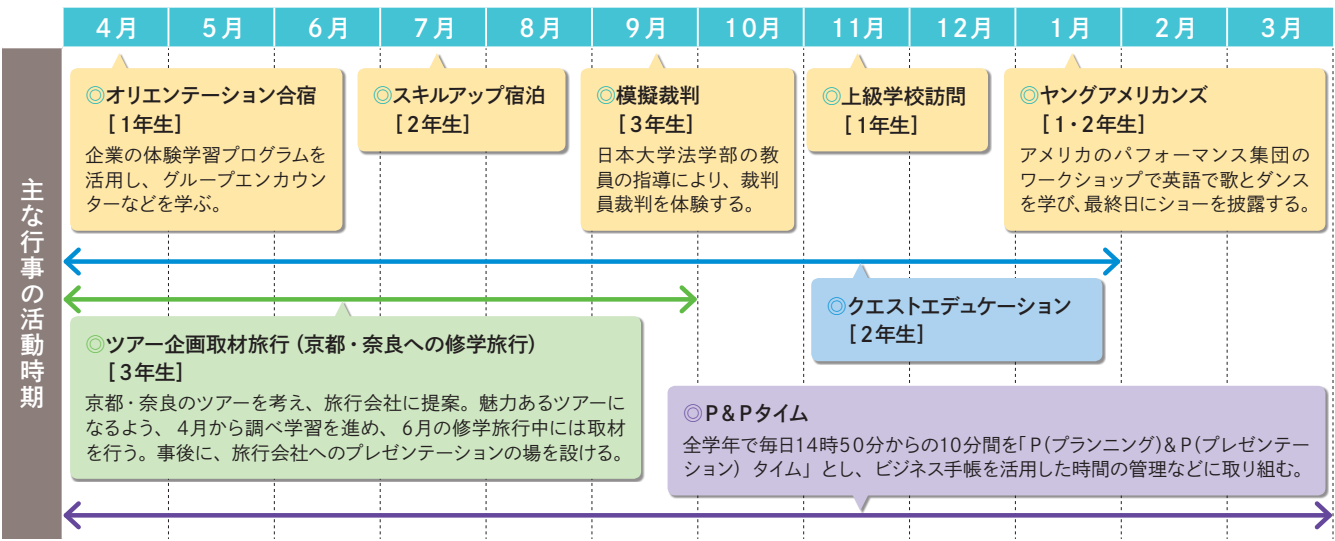 4月 5月 6月 7月 8月 9月 10月 11月 12月 1月 2月 3月
主な行事の活動時期
◎オリエンテーション合宿
[1年生]
企業の体験学習プログラムを
活用し、グループエンカウン
ターなどを学ぶ。
◎スキルアップ宿泊
[2年生]
◎模擬裁判
[3年生]
日本大学法学部の教
員の指導により、裁判
員裁判を体験する。
◎上級学校訪問
[1年生]
◎ヤングアメリカンズ
[1・2年生]
アメリカのパフォーマンス集団の
ワークショップで英語で歌とダンス
を学び、最終日にショーを披露する。
◎クエストエデュケーション
[2年生]
◎ツアー企画取材旅行(京都・奈良への修学旅行)
[3年生]
京都・奈良のツアーを考え、旅行会社に提案。魅力あるツアーに
なるよう、4月から調べ学習を進め、6月の修学旅行中には取材
を行う。事後に、旅行会社へのプレゼンテーションの場を設ける。
◎P&Pタイム
全学年で毎日14時50分からの10分間を「P(プランニング)&P(プレゼンテー
ション) タイム」とし、ビジネス手帳を活用した時間の管理などに取り組む。